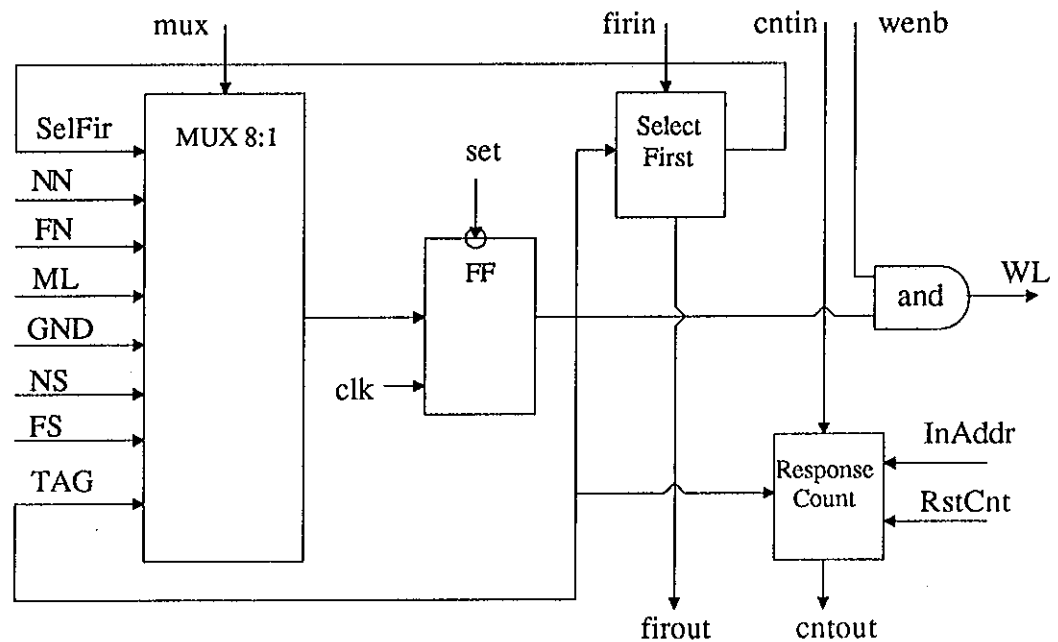 mux
firin
cntin
wenb
SelFir
MUX 8:1
Select
First
NN
set
FN
FF
ML
WL
and
GND
NS
clk
FS
InAddr
TAG
Response
Count
RstCnt
firout
cntout